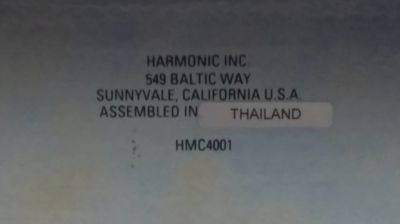 HARMONIC INC.
549 BALTIC WAY
SUNNYVALE, CALIFORNIA U.S.A.
ASSEMBLED IN THAILAND
HMC4001